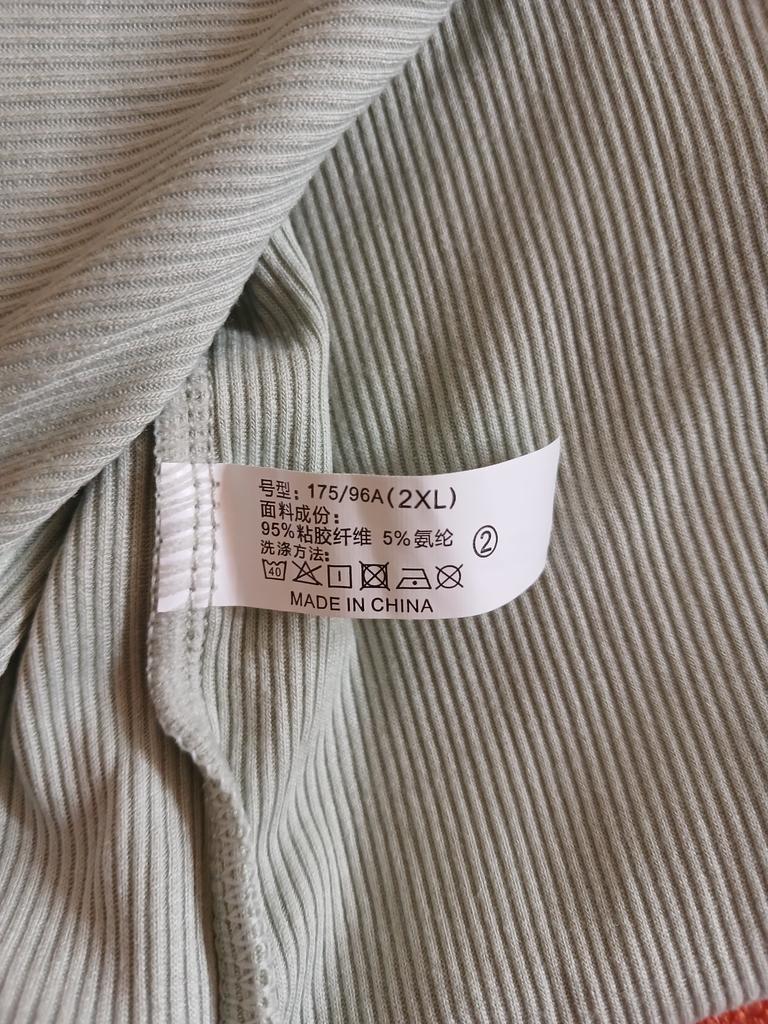 号型：175/96A(2XL)
面料成份：
95%粘胶纤维 5%氨纶 ②
洗涤方法：
40
MADE IN CHINA